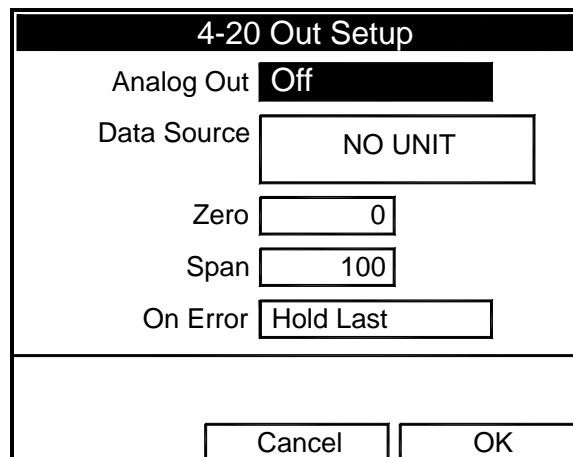 4-20 Out Setup
Analog Out Off
Data Source NO UNIT
Zero 0
Span 100
On Error Hold Last
Cancel OK